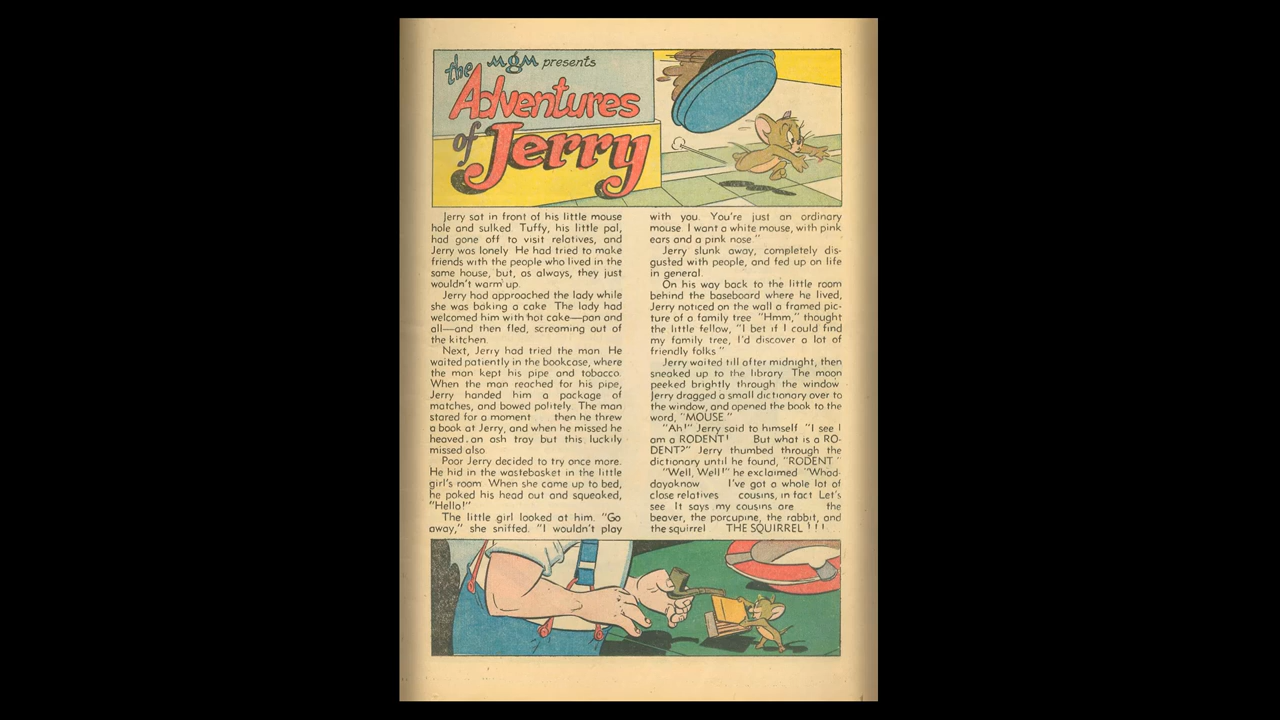 the MGM presents
Adventures
of Jerry
Jerry sat in front of his little mouse
hole and sulked. Tuffy, his little pal,
had gone off to visit relatives, and
Jerry was lonely He had tried to make
friends with the people who lived in the
same house, but, as always, they just
wouldn't warm up.
Jerry had approached the lady while
she was baking a cake The lady had
welcomed him with hot cake—pan and
all—and then fled, screaming out of
the kitchen.
Next, Jerry had tried the man. He
waited patiently in the bookcase, where
the man kept his pipe and tobacco.
When the man reached for his pipe,
Jerry handed him a package of
matches, and bowed politely. The man
stared for a moment then he threw
a book at Jerry, and when he missed he
heaved an ash tray but this luckily
missed also.
Poor Jerry decided to try once more.
He hid in the wastebasket in the little
girl's room. When she came up to bed,
he poked his head out and squeaked,
"Hello!"
The little girl looked at him. "Go
away," she sniffed. "I wouldn't play
with you. You're just an ordinary
mouse. I want a white mouse, with pink
ears and a pink nose."
Jerry slunk away, completely dis-
gusted with people, and fed up on life
in general.
On his way back to the little room
behind the baseboard where he lived,
Jerry noticed on the wall a framed pic-
ture of a family tree "Hmm," thought
the little fellow, "I bet if I could find
my family tree, I'd discover a lot of
friendly folks."
Jerry waited till after midnight, then
sneaked up to the library The moon
peeked brightly through the window
Jerry dragged a small dictionary over to
the window, and opened the book to the
word, "MOUSE."
"Ah!" Jerry said to himself "I see I
am a RODENT! But what is a RO-
DENT?" Jerry thumbed through the
dictionary until he found, "RODENT"
"Well, Well!" he exclaimed "Whad-
dayaknow I've got a whole lot of
close relatives cousins, in fact Let's
see It says my cousins are the
beaver, the porcupine, the rabbit, and
the squirrel THE SQUIRREL!!!